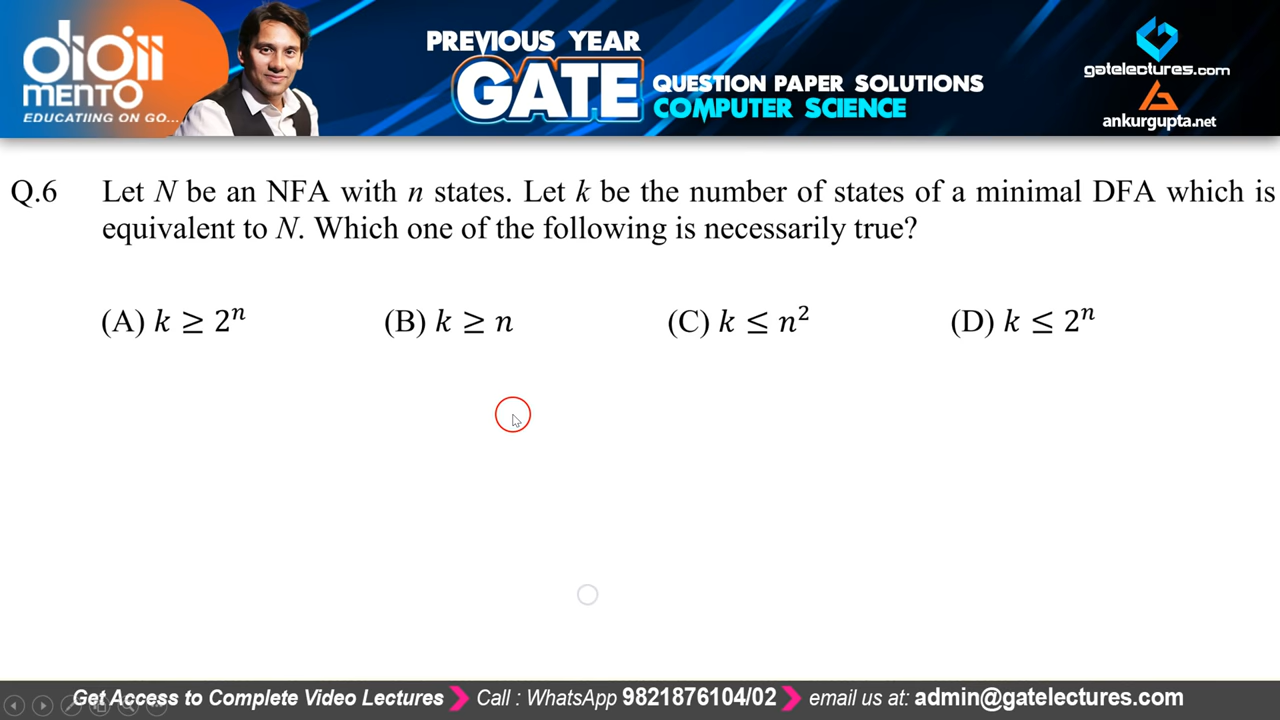 digii
MENTO
EDUCATIING ON GO...
PREVIOUS YEAR
GATE
QUESTION PAPER SOLUTIONS
COMPUTER SCIENCE
gatelectures.com
ankurgupta.net
Q.6 Let N be an NFA with n states. Let k be the number of states of a minimal DFA which is
equivalent to N. Which one of the following is necessarily true?
(A) k ≥ 2ⁿ (B) k ≥ n (C) k ≤ n² (D) k ≤ 2ⁿ
Get Access to Complete Video Lectures Call : WhatsApp 9821876104/02 email us at: admin@gatelectures.com